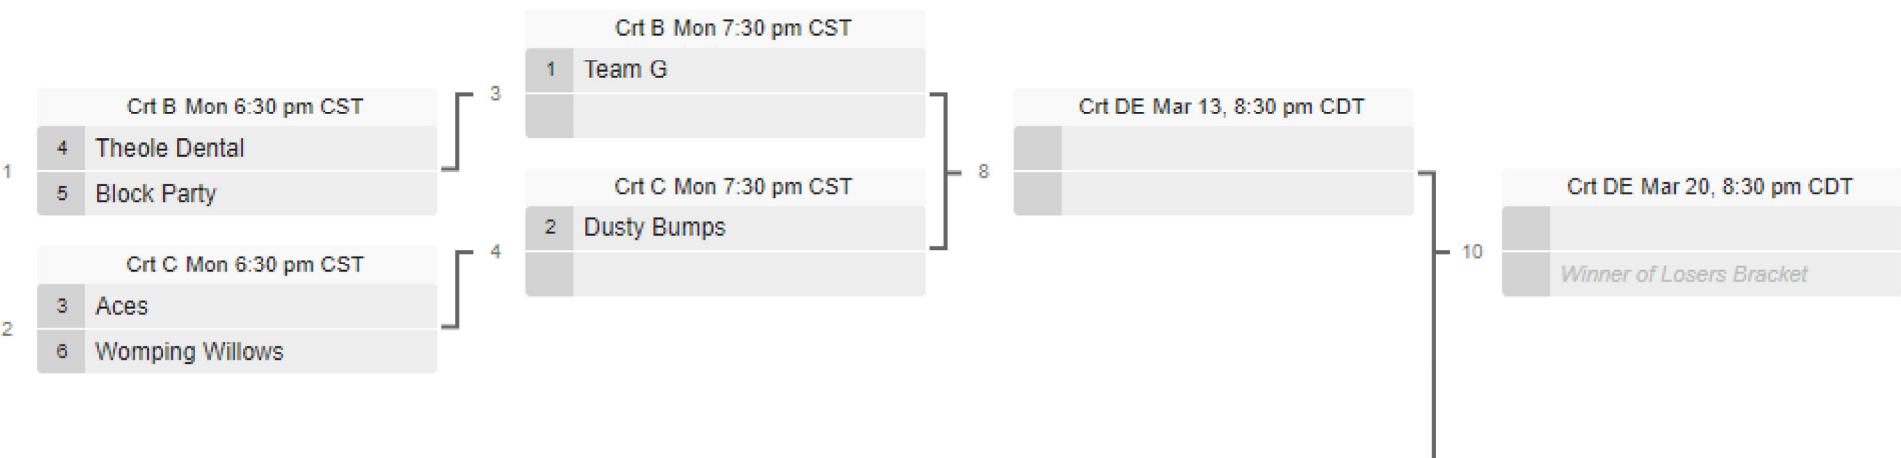 Crt B Mon 6:30 pm CST
1
4 Theole Dental
5 Block Party
Crt C Mon 6:30 pm CST
2
3 Aces
6 Womping Willows
Crt B Mon 7:30 pm CST
3
1 Team G
Crt C Mon 7:30 pm CST
4
2 Dusty Bumps
Crt DE Mar 13, 8:30 pm CDT
8
Crt DE Mar 20, 8:30 pm CDT
10
Winner of Losers Bracket